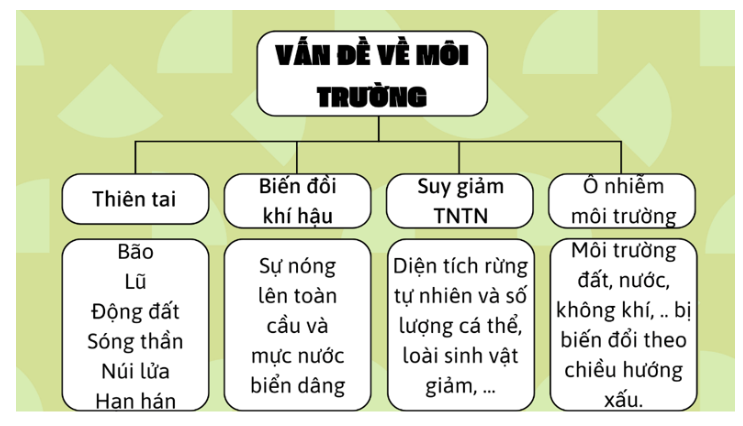 VẤN ĐỀ VỀ MÔI
TRƯỜNG
Thiên tai
Biến đổi
khí hậu
Suy giảm
TNTN
Ô nhiễm
môi trường
Bão
Lũ
Động đất
Sóng thần
Núi lửa
Hạn hán
Sự nóng
lên toàn
cầu và
mực nước
biển dâng
Diện tích rừng
tự nhiên và số
lượng cá thể,
loài sinh vật
giảm, ...
Môi trường
đất, nước,
không khí, .. bị
biến đổi theo
chiều hướng
xấu.